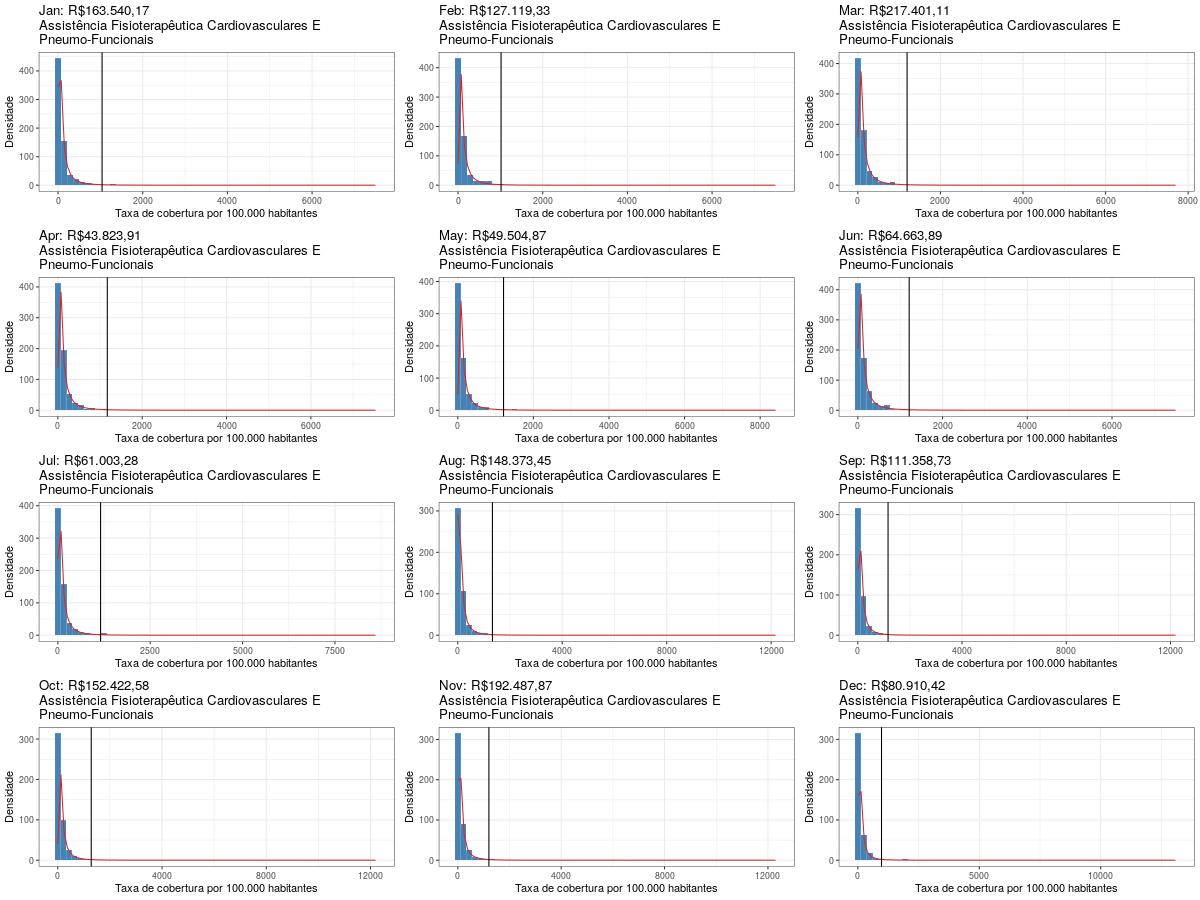 Jan: R$163.540,17
Assistência Fisioterapêutica Cardiovasculares E
Pneumo-Funcionais
Densidade
400
300
200
100
0
0 2000 4000 6000
Taxa de cobertura por 100.000 habitantes
Feb: R$127.119,33
Assistência Fisioterapêutica Cardiovasculares E
Pneumo-Funcionais
Densidade
400
300
200
100
0
0 2000 4000 6000
Taxa de cobertura por 100.000 habitantes
Mar: R$217.401,11
Assistência Fisioterapêutica Cardiovasculares E
Pneumo-Funcionais
Densidade
400
300
200
100
0
0 2000 4000 6000 8000
Taxa de cobertura por 100.000 habitantes
Apr: R$43.823,91
Assistência Fisioterapêutica Cardiovasculares E
Pneumo-Funcionais
Densidade
400
300
200
100
0
0 2000 4000 6000
Taxa de cobertura por 100.000 habitantes
May: R$49.504,87
Assistência Fisioterapêutica Cardiovasculares E
Pneumo-Funcionais
Densidade
400
300
200
100
0
0 2000 4000 6000 8000
Taxa de cobertura por 100.000 habitantes
Jun: R$64.663,89
Assistência Fisioterapêutica Cardiovasculares E
Pneumo-Funcionais
Densidade
400
300
200
100
0
0 2000 4000 6000
Taxa de cobertura por 100.000 habitantes
Jul: R$61.003,28
Assistência Fisioterapêutica Cardiovasculares E
Pneumo-Funcionais
Densidade
400
300
200
100
0
0 2500 5000 7500
Taxa de cobertura por 100.000 habitantes
Aug: R$148.373,45
Assistência Fisioterapêutica Cardiovasculares E
Pneumo-Funcionais
Densidade
300
200
100
0
0 4000 8000 12000
Taxa de cobertura por 100.000 habitantes
Sep: R$111.358,73
Assistência Fisioterapêutica Cardiovasculares E
Pneumo-Funcionais
Densidade
300
200
100
0
0 4000 8000 12000
Taxa de cobertura por 100.000 habitantes
Oct: R$152.422,58
Assistência Fisioterapêutica Cardiovasculares E
Pneumo-Funcionais
Densidade
300
200
100
0
0 4000 8000 12000
Taxa de cobertura por 100.000 habitantes
Nov: R$192.487,87
Assistência Fisioterapêutica Cardiovasculares E
Pneumo-Funcionais
Densidade
300
200
100
0
0 4000 8000 12000
Taxa de cobertura por 100.000 habitantes
Dec: R$80.910,42
Assistência Fisioterapêutica Cardiovasculares E
Pneumo-Funcionais
Densidade
300
200
100
0
0 5000 10000
Taxa de cobertura por 100.000 habitantes